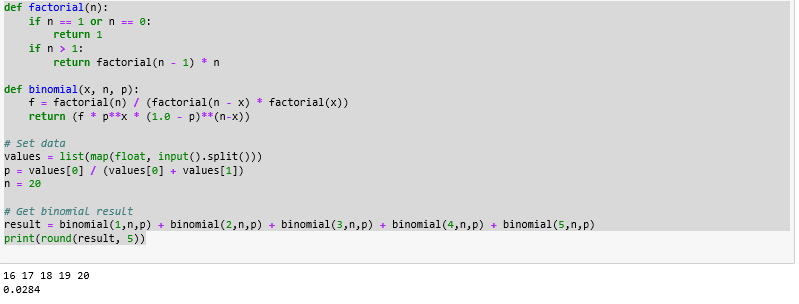 def factorial(n):
    if n == 1 or n == 0:
        return 1
    if n > 1:
        return factorial(n - 1) * n

def binomial(x, n, p):
    f = factorial(n) / (factorial(n - x) * factorial(x))
    return (f * p**x * (1.0 - p)**(n-x))

# Set data
values = list(map(float, input().split()))
p = values[0] / (values[0] + values[1])
n = 20

# Get binomial result
result = binomial(1,n,p) + binomial(2,n,p) + binomial(3,n,p) + binomial(4,n,p) + binomial(5,n,p)
print(round(result, 5))
16 17 18 19 20
0.0284